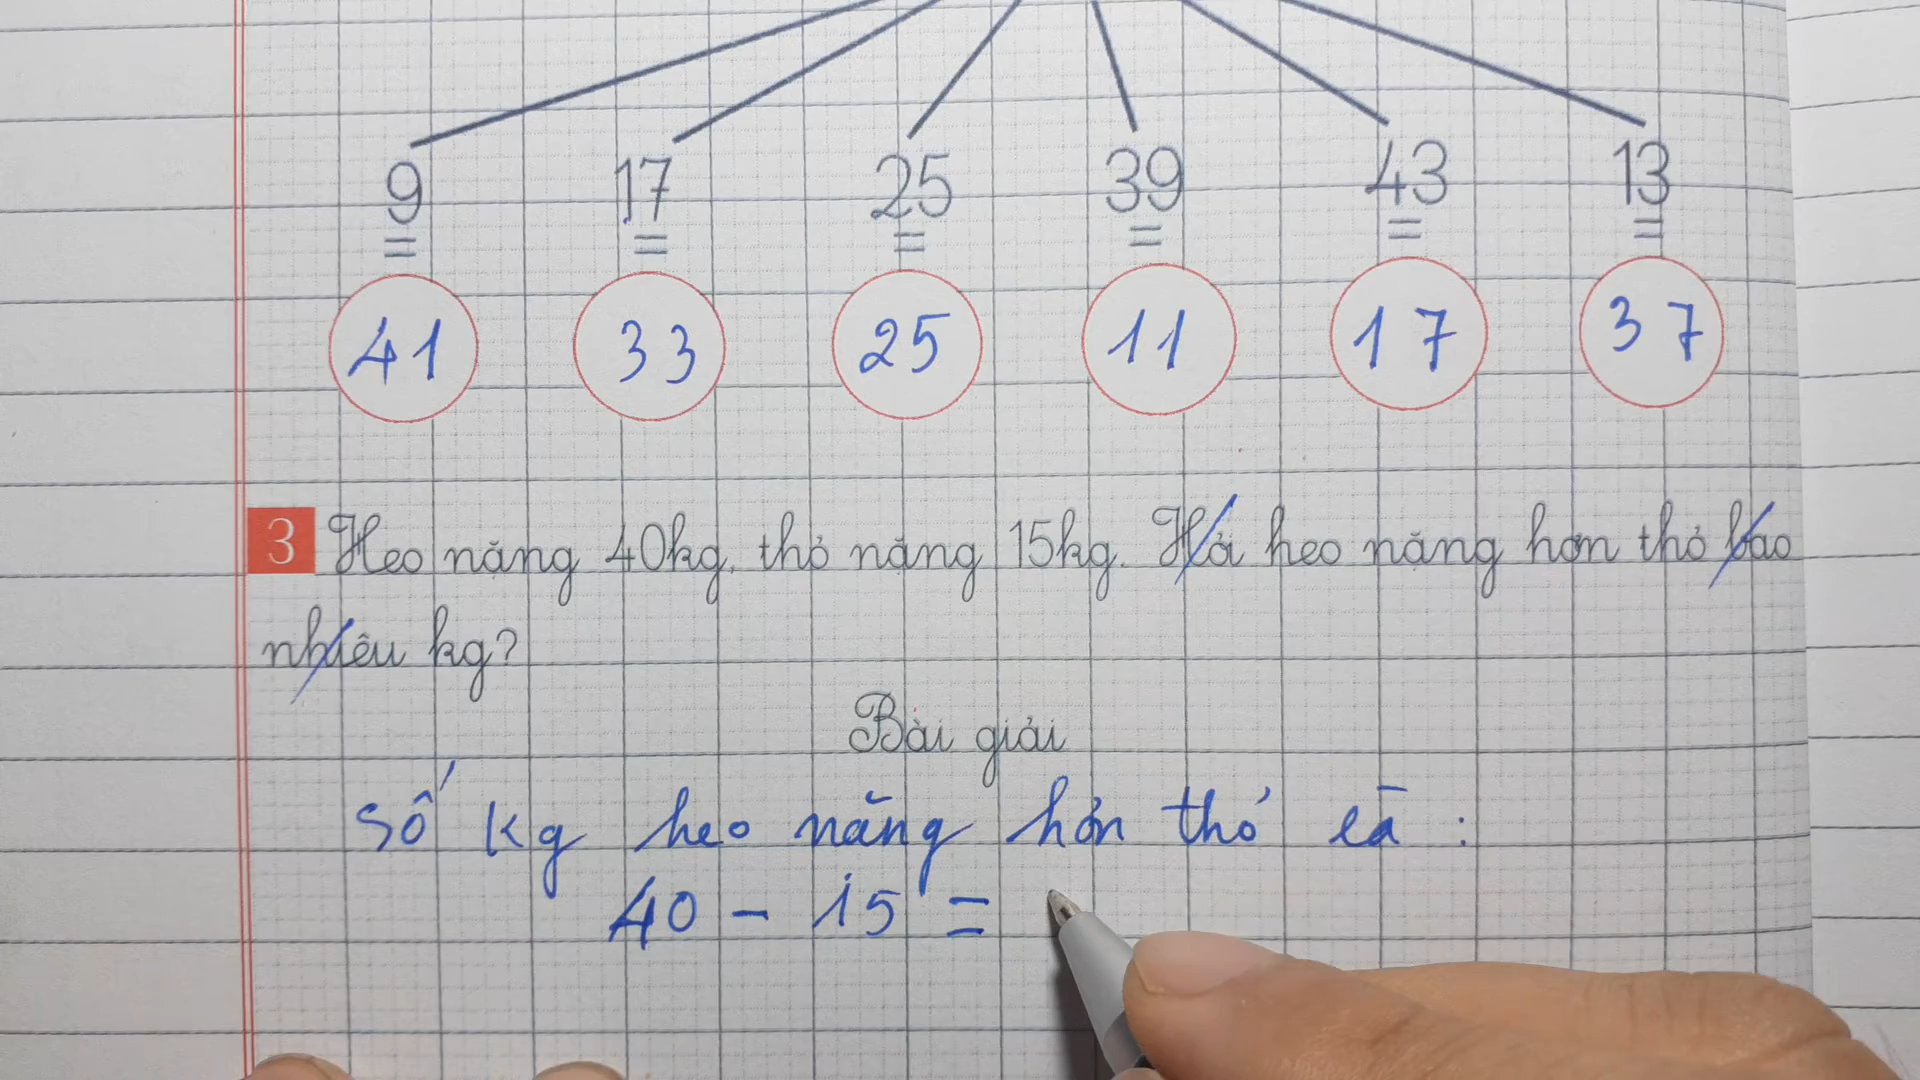 9 17 25 39 43 13
= = = = = =
41 33 25 11 17 37
3 Heo nặng 40kg, thỏ nặng 15kg. Hỏi heo nặng hơn thỏ bao
nhiêu kg?
Bài giải
Số kg heo nặng hơn thỏ là :
40 - 15 =